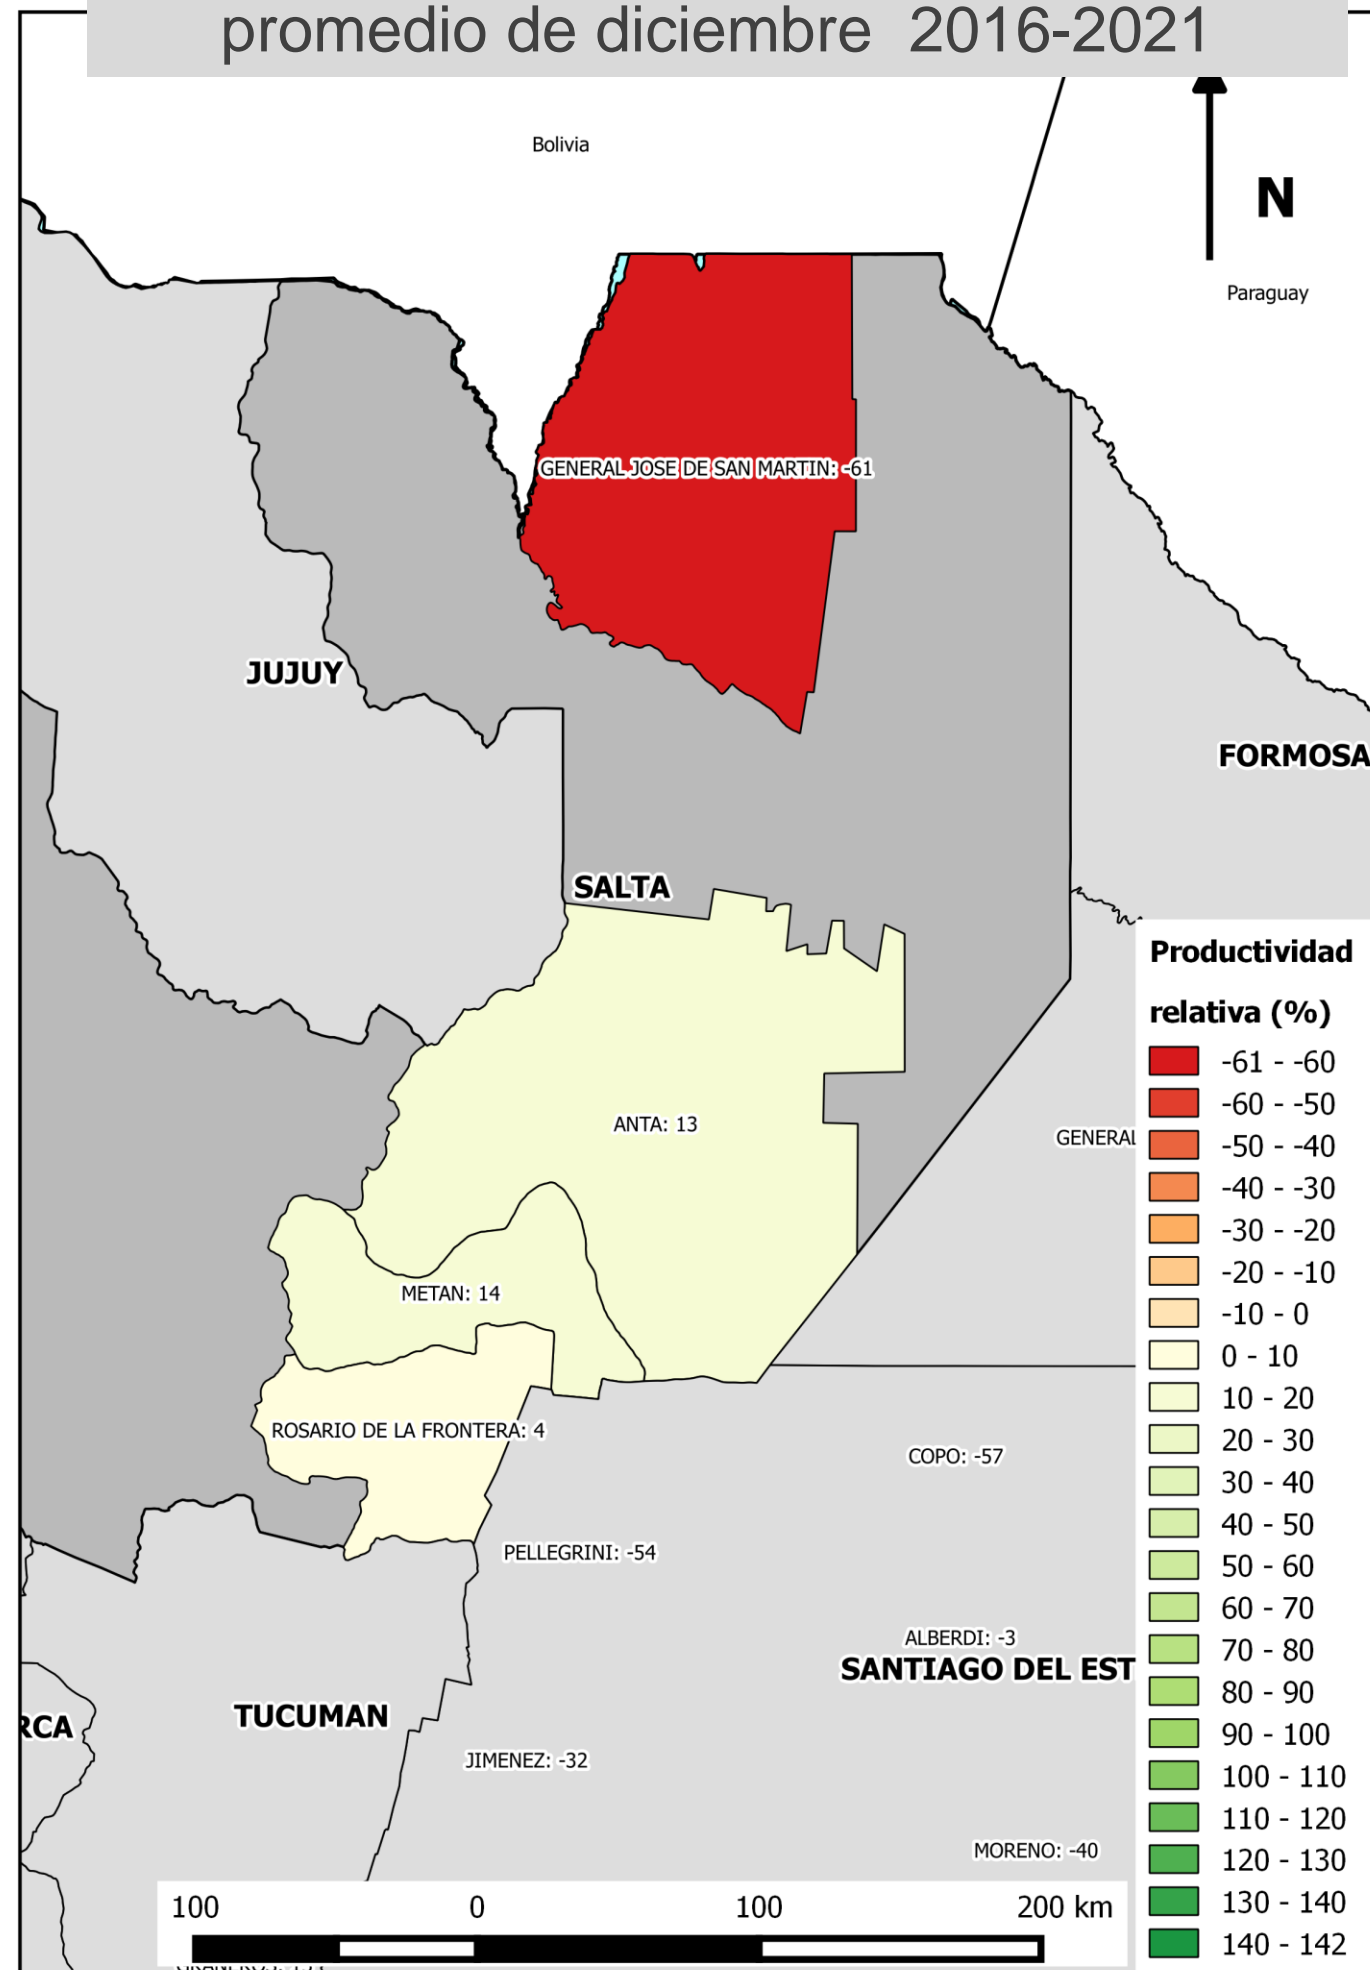 promedio de diciembre 2016-2021
Bolivia
N
Paraguay
GENERAL JOSE DE SAN MARTIN: -61
JUJUY
FORMOSA
SALTA
Productividad
relativa (%)
-61 - -60
-60 - -50
-50 - -40
-40 - -30
-30 - -20
-20 - -10
-10 - 0
0 - 10
10 - 20
20 - 30
30 - 40
40 - 50
50 - 60
60 - 70
70 - 80
80 - 90
90 - 100
100 - 110
110 - 120
120 - 130
130 - 140
140 - 142
ANTA: 13
GENERAL
METAN: 14
ROSARIO DE LA FRONTERA: 4
COPO: -57
PELLEGRINI: -54
ALBERDI: -3
SANTIAGO DEL EST
TUCUMAN
RCA
JIMENEZ: -32
MORENO: -40
100 0 100 200 km